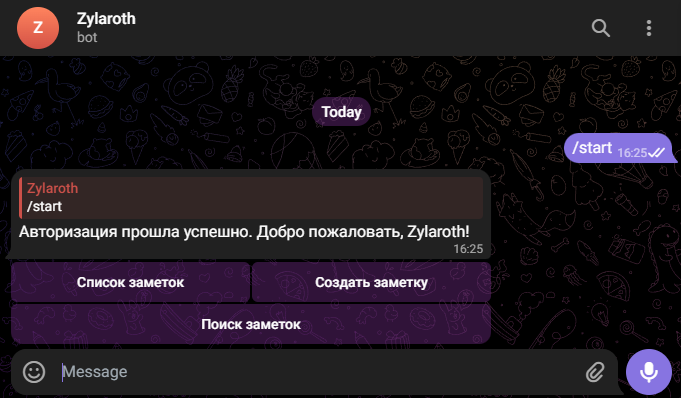 Z
Zylaroth
bot
Today
/start 16:25
Zylaroth
/start
Авторизация прошла успешно. Добро пожаловать, Zylaroth!
16:25
Список заметок
Создать заметку
Поиск заметок
Message